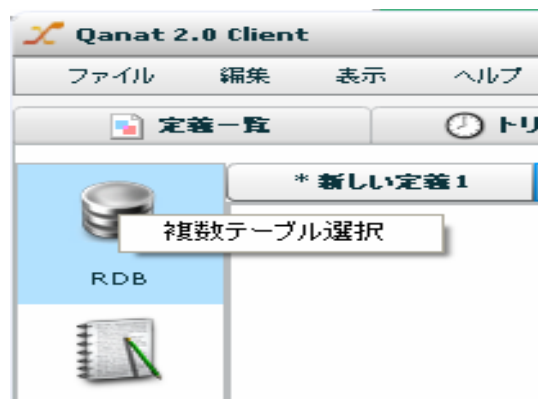 Qanat 2.0 Client
ファイル 編集 表示 ヘルプ
定義一覧 トリ
* 新しい定義1
複数テーブル選択
RDB